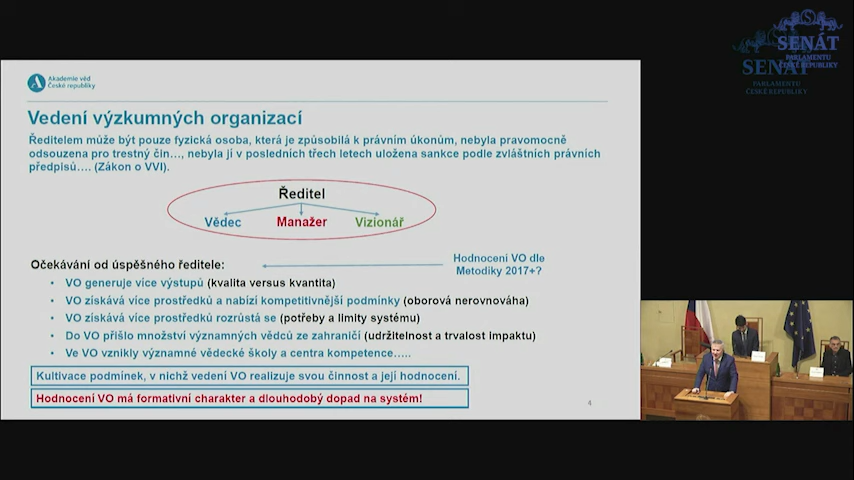 SENÁT
PARLAMENTU
ČESKÉ REPUBLIKY
SENÁT
PARLAMENTU
ČESKÉ REPUBLIKY
Akademie věd
České republiky
Vedení výzkumných organizací
Ředitelem může být pouze fyzická osoba, která je způsobilá k právním úkonům, nebyla pravomocně
odsouzena pro trestný čin…, nebyla jí v posledních třech letech uložena sankce podle zvláštních právních
předpisů…. (Zákon o VVI).
Ředitel
Vědec Manažer Vizionář
Očekávání od úspěšného ředitele:
Hodnocení VO dle
Metodiky 2017+?
• VO generuje více výstupů (kvalita versus kvantita)
• VO získává více prostředků a nabízí kompetitivnější podmínky (oborová nerovnováha)
• VO získává více prostředků rozrůstá se (potřeby a limity systému)
• Do VO přišlo množství významných vědců ze zahraničí (udržitelnost a trvalost impaktu)
• Ve VO vznikly významné vědecké školy a centra kompetence…..
Kultivace podmínek, v nichž vedení VO realizuje svou činnost a její hodnocení.
Hodnocení VO má formativní charakter a dlouhodobý dopad na systém!
4